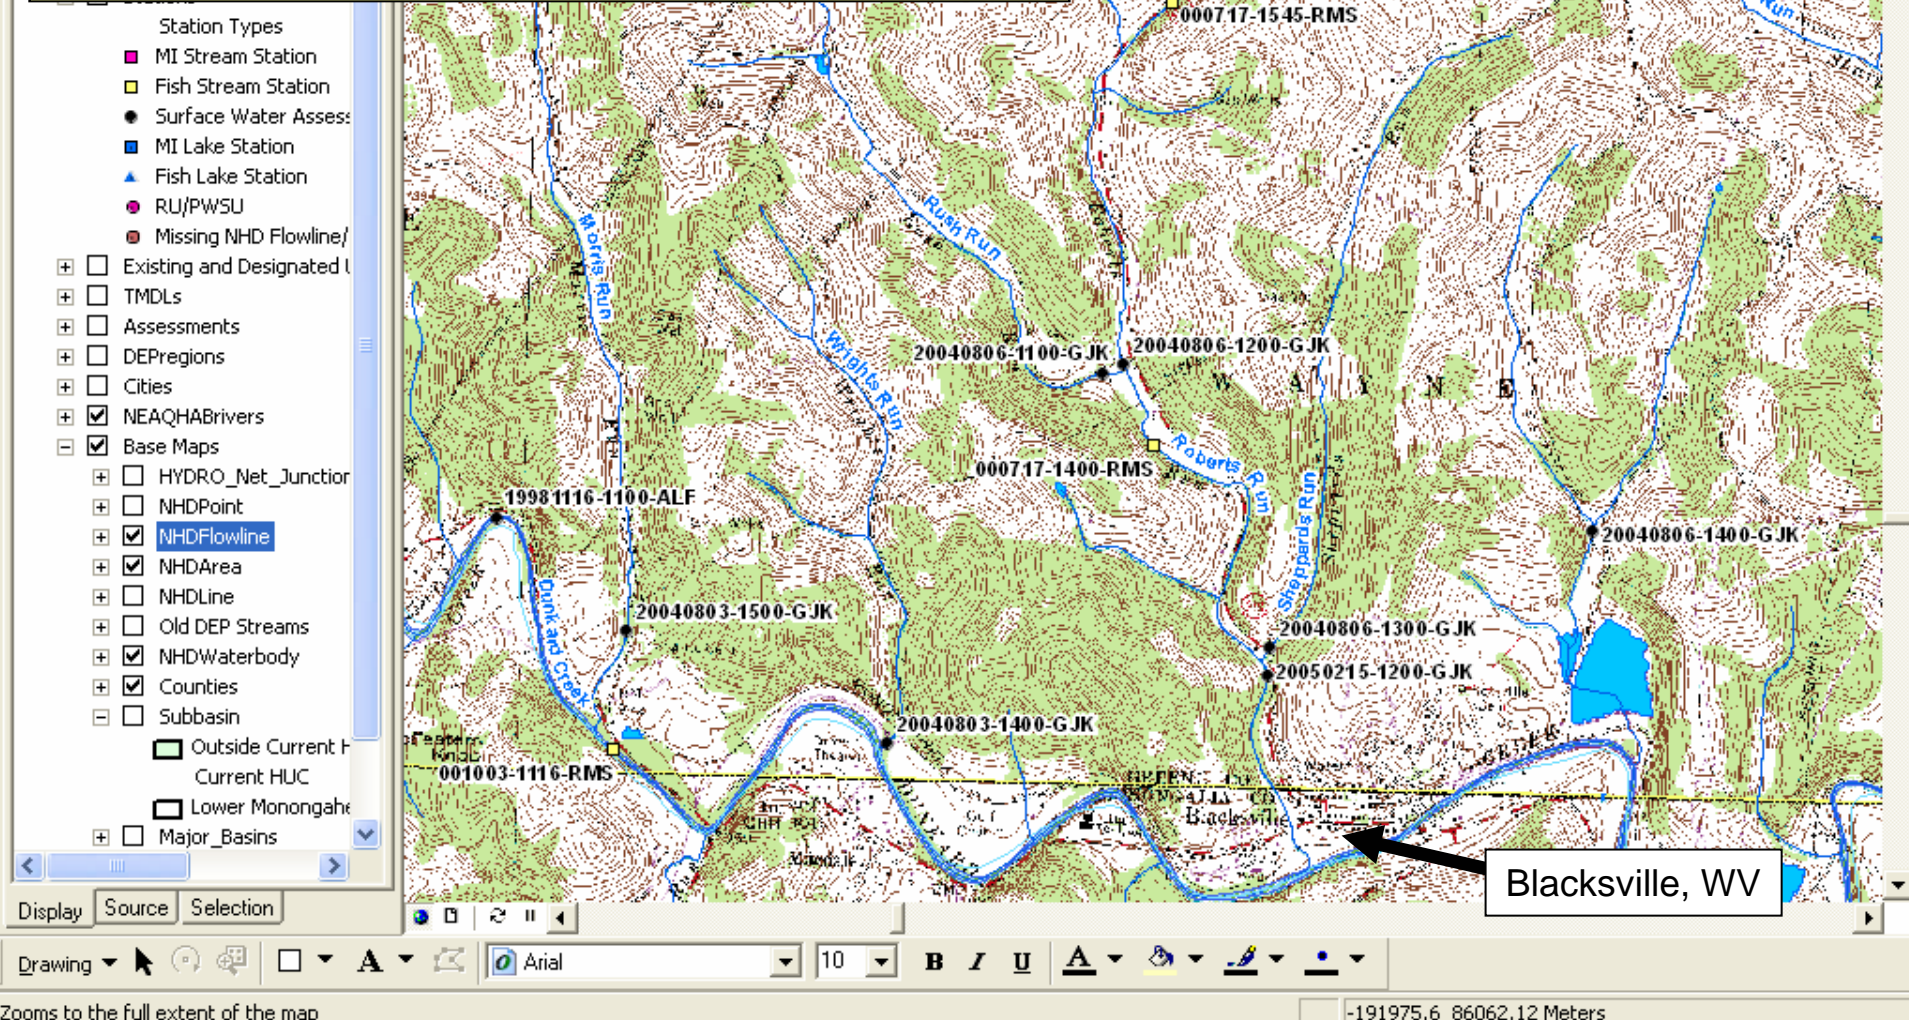 Station Types
MI Stream Station
Fish Stream Station
Surface Water Assess
MI Lake Station
Fish Lake Station
RU/PWSU
Missing NHD Flowline/
Existing and Designated U
TMDLs
Assessments
DEPregions
Cities
NEAQHABrivers
Base Maps
HYDRO_Net_Junction
NHDPoint
NHDFlowline
NHDArea
NHDLine
Old DEP Streams
NHDWaterbody
Counties
Subbasin
Outside Current H
Current HUC
Lower Monongahe
Major_Basins
Display Source Selection
000717-1545-RMS
Run
Morris Run
Rush Run
Wrights Run
20040806-1100-GJK
20040806-1200-GJK
W A Y N E
Roberts Run
000717-1400-RMS
Sheppards Run
19981116-1100-ALF
20040806-1400-GJK
Dunkard Creek
20040803-1500-GJK
20040806-1300-GJK
20050215-1200-GJK
20040803-1400-GJK
001003-1116-RMS
Blacksville
Blacksville, WV
Drawing A Arial 10 B I U A
Zooms to the full extent of the map
-191975.6 86062.12 Meters